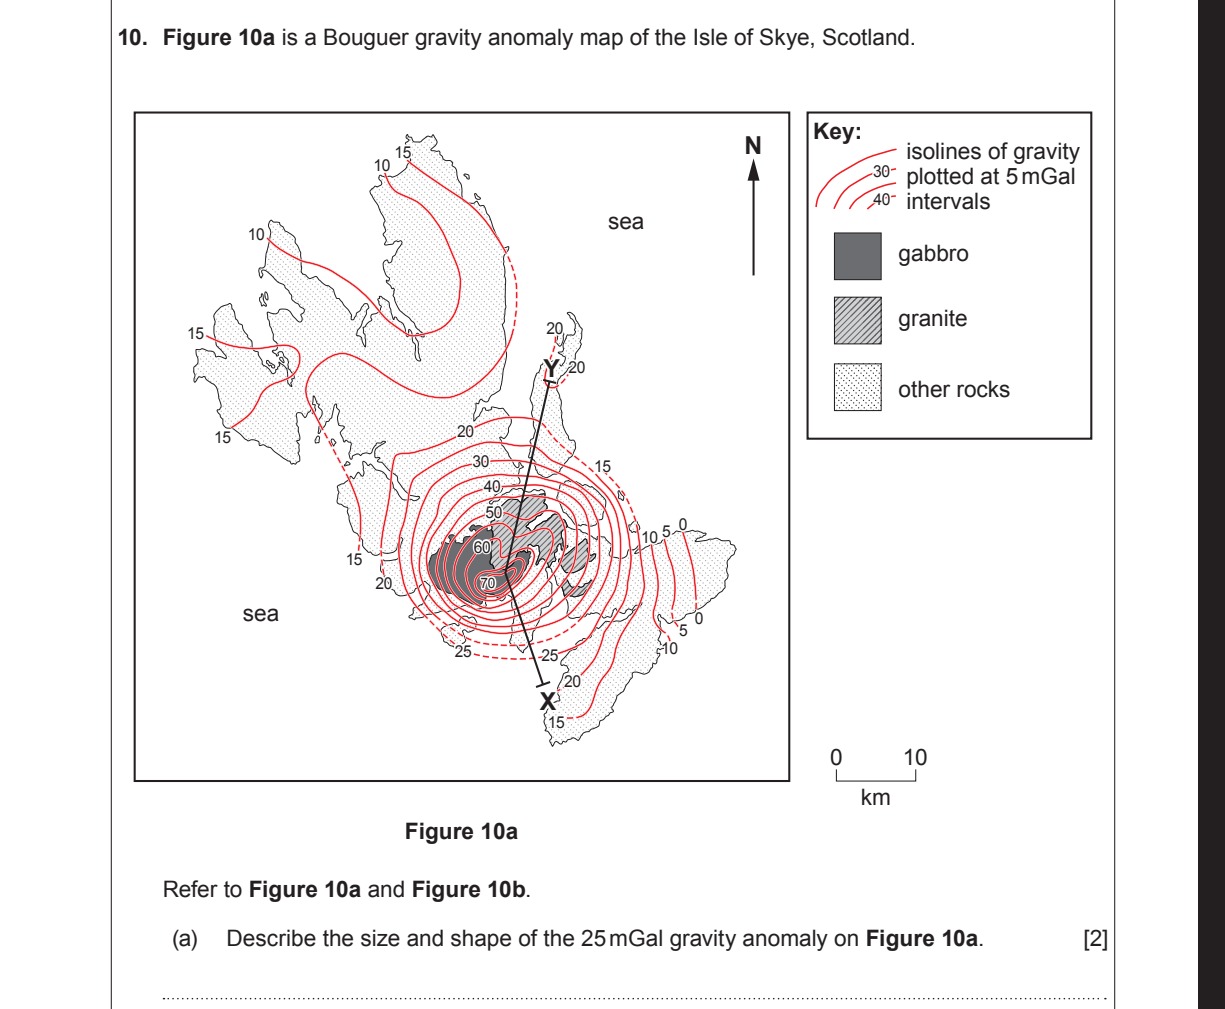 10. Figure 10a is a Bouguer gravity anomaly map of the Isle of Skye, Scotland.
N
sea
sea
10
15
10
15
15
20
Y
20
20
30
40
50
60
70
15
10
5
0
15
20
25
25
20
15
X
10
5
0
Key:
isolines of gravity
plotted at 5 mGal
intervals
30
40
gabbro
granite
other rocks
0 10
km
Figure 10a
Refer to Figure 10a and Figure 10b.
(a) Describe the size and shape of the 25 mGal gravity anomaly on Figure 10a. [2]